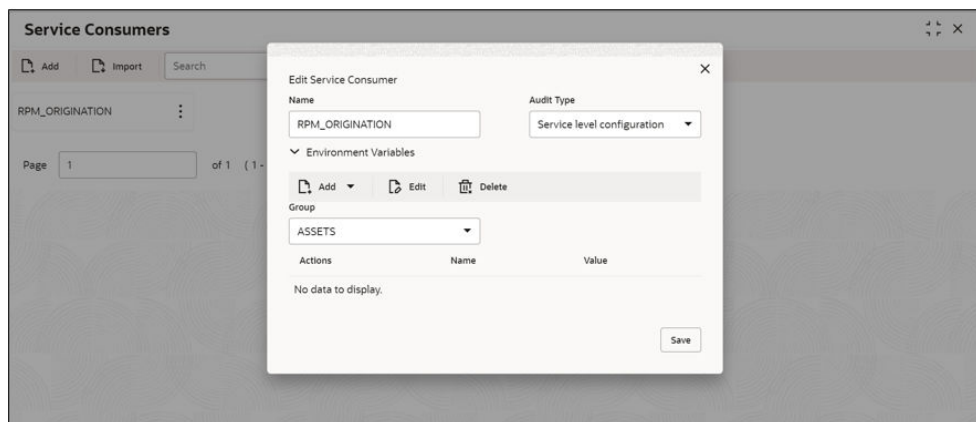 Service Consumers
Add Import Search
RPM_ORIGINATION
Page 1 of 1 (1-
Edit Service Consumer
Name Audit Type
RPM_ORIGINATION Service level configuration
Environment Variables
Add Edit Delete
Group
ASSETS
Actions Name Value
No data to display.
Save